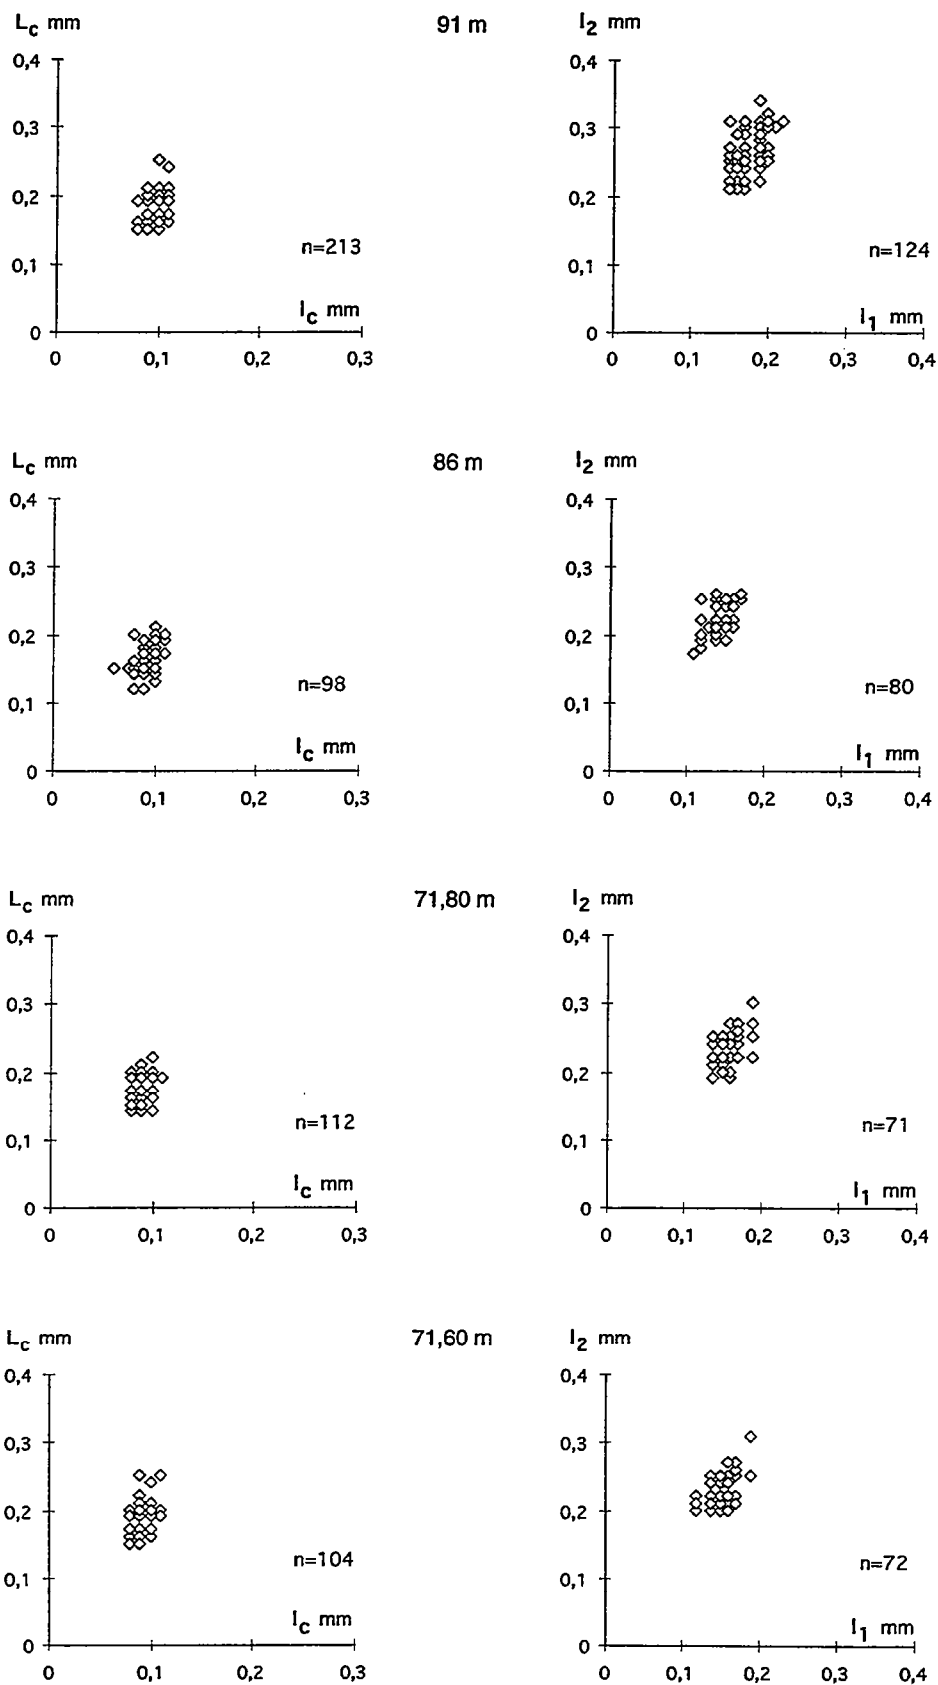 Lc mm 91 m l2 mm
0,4 0,4
0,3 0,3
0,2 0,2
n=213 n=124
0,1 0,1
lc mm l1 mm
0 0
0 0,1 0,2 0,3 0 0,1 0,2 0,3 0,4
Lc mm 86 m l2 mm
0,4 0,4
0,3 0,3
0,2 0,2
n=98 n=80
0,1 0,1
lc mm l1 mm
0 0
0 0,1 0,2 0,3 0 0,1 0,2 0,3 0,4
Lc mm 71,80 m l2 mm
0,4 0,4
0,3 0,3
0,2 0,2
n=112 n=71
0,1 0,1
lc mm l1 mm
0 0
0 0,1 0,2 0,3 0 0,1 0,2 0,3 0,4
Lc mm 71,60 m l2 mm
0,4 0,4
0,3 0,3
0,2 0,2
n=104 n=72
0,1 0,1
lc mm l1 mm
0 0
0 0,1 0,2 0,3 0 0,1 0,2 0,3 0,4